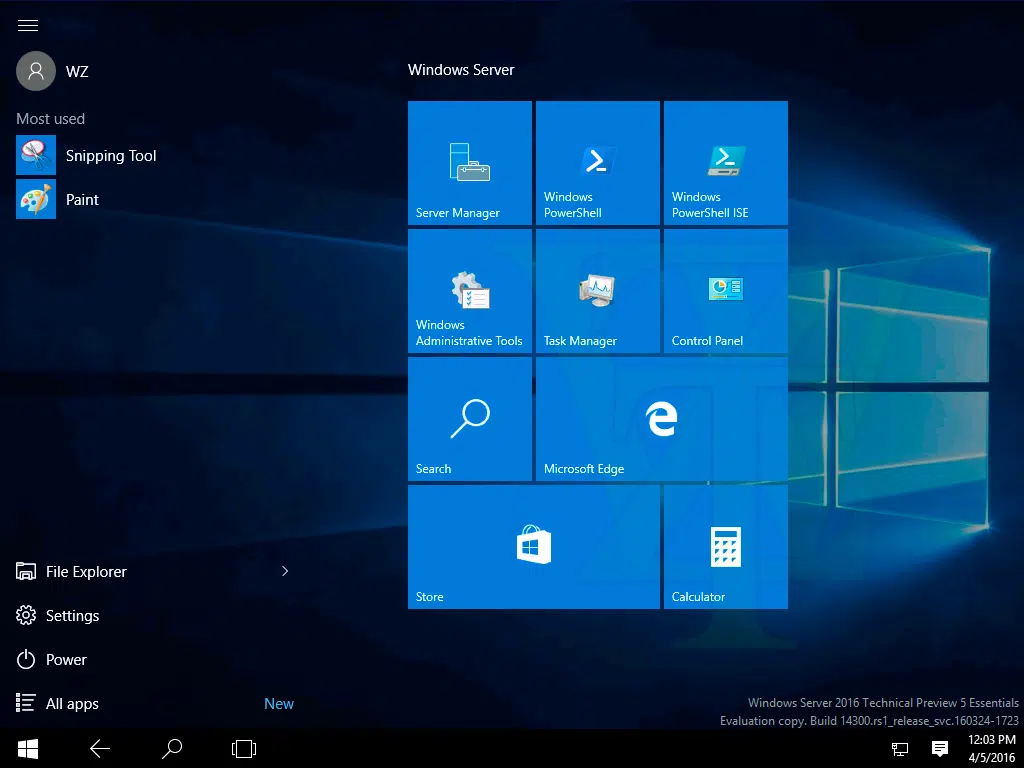 WZ
Most used
Snipping Tool
Paint
File Explorer
Settings
Power
All apps
New
Windows Server
Server Manager
Windows
PowerShell
Windows
PowerShell ISE
Windows
Administrative Tools
Task Manager
Control Panel
Search
Microsoft Edge
Store
Calculator
Windows Server 2016 Technical Preview 5 Essentials
Evaluation copy. Build 14300.rs1_release_svc.160324-1723
12:03 PM
4/5/2016